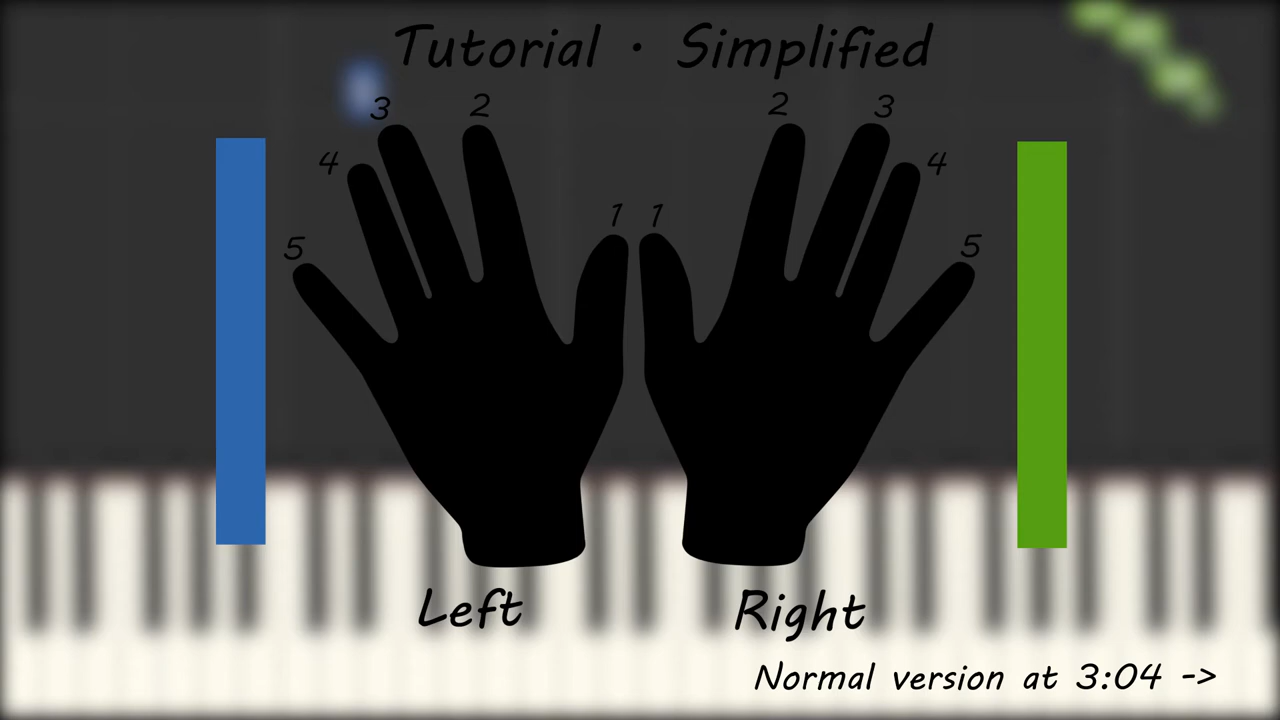 Tutorial · Simplified
3 2 2 3
4 4
1 1
5 5
Left Right
Normal version at 3:04 ->